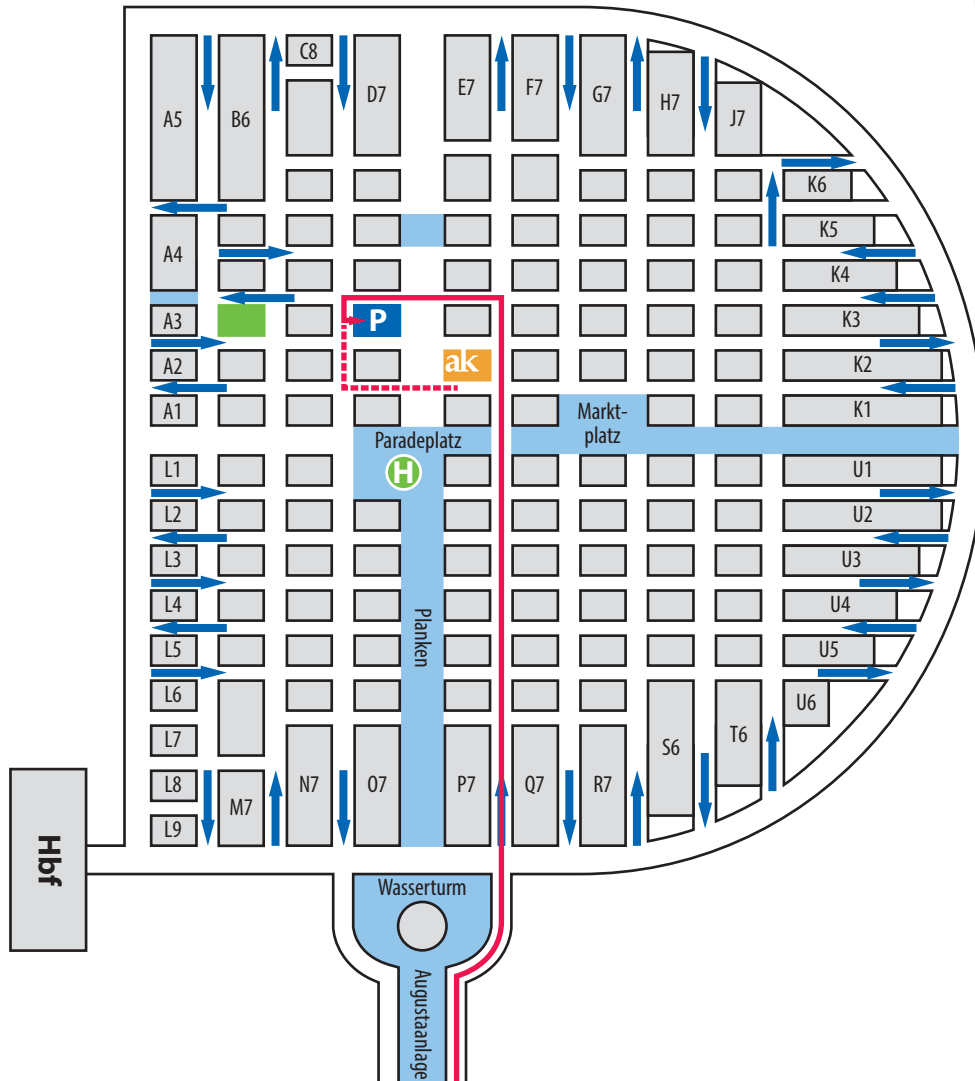 C8
A5
B6
D7
E7
F7
G7
H7
J7
K6
K5
A4
K4
A3
P
K3
A2
ak
K2
A1
Markt-
platz
K1
Paradeplatz
H
L1
U1
L2
U2
L3
U3
L4
U4
Planken
L5
U5
L6
U6
L7
S6
T6
L8
M7
N7
O7
P7
Q7
R7
L9
Hbf
Wasserturm
Augustaanlage